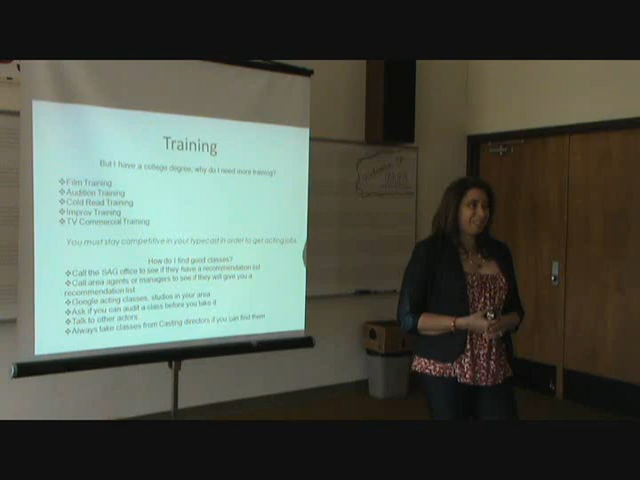 Training
But I have a college degree, why do I need more training?
❖Film Training
❖Audition Training
❖Cold Read Training
❖Improv Training
❖TV Commercial Training
You must stay competitive in your typecast in order to get acting jobs.
How do I find good classes?
❖Call the SAG office to see if they have a recommendation list
❖Call area agents or managers to see if they will give you a
recommendation list
❖Google acting classes, studios in your area
❖Ask if you can audit a class before you take it
❖Talk to other actors
❖Always take classes from Casting directors if you can find them